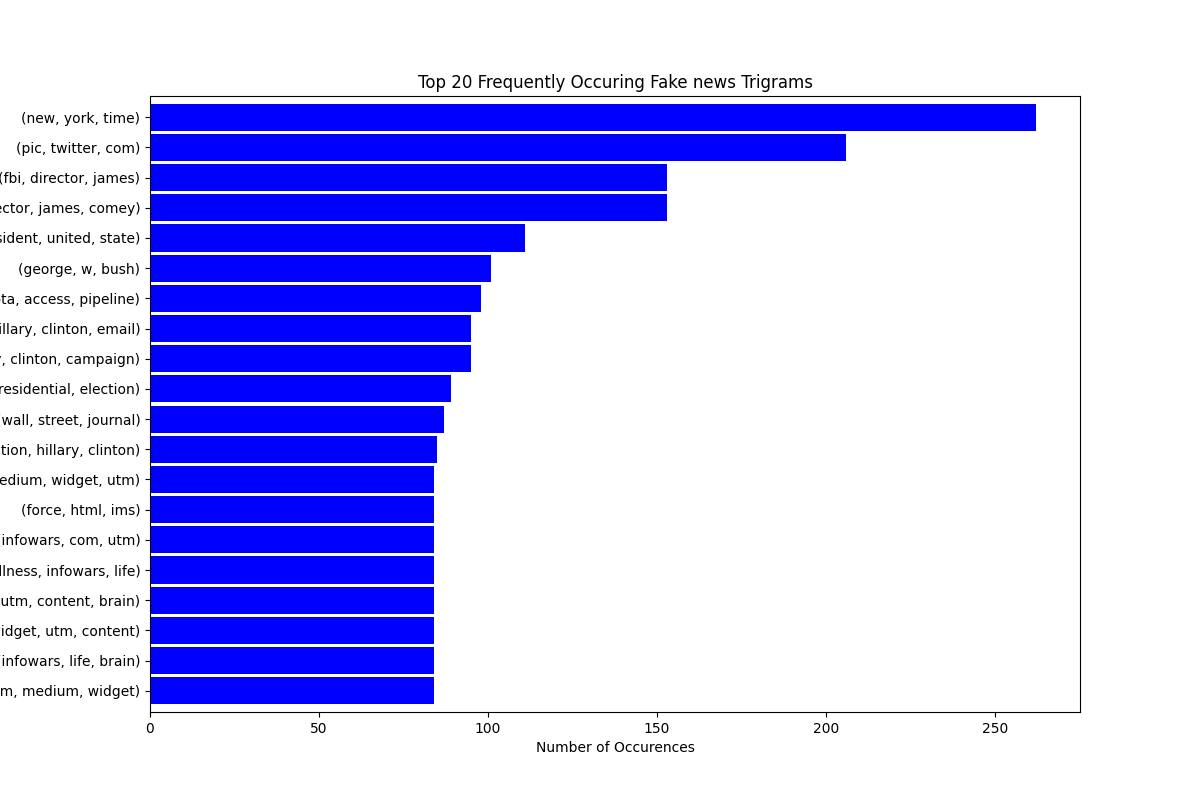 Top 20 Frequently Occuring Fake news Trigrams
(new, york, time)
(pic, twitter, com)
(fbi, director, james)
ector, james, comey)
sident, united, state)
(george, w, bush)
ta, access, pipeline)
illary, clinton, email)
, clinton, campaign)
residential, election)
wall, street, journal)
tion, hillary, clinton)
edium, widget, utm)
(force, html, ims)
infowars, com, utm)
llness, infowars, life)
utm, content, brain)
idget, utm, content)
infowars, life, brain)
m, medium, widget)
0 50 100 150 200 250
Number of Occurences